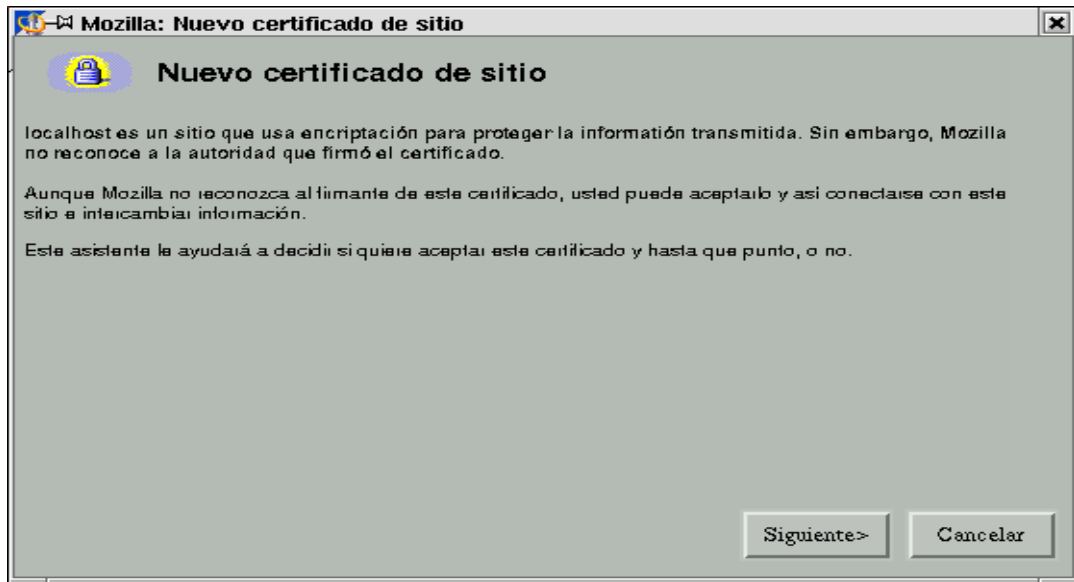 Mozilla: Nuevo certificado de sitio
Nuevo certificado de sitio
localhost es un sitio que usa encriptación para proteger la informatión transmitida. Sin embargo, Mozilla
no reconoce a la autoridad que firmó el certificado.
Aunque Mozilla no reconozca al firmante de este certificado, usted puede aceptarlo y asi conectarse con este
sitio e intercambiar información.
Este asistente le ayudará a decidir si quiere aceptar este certificado y hasta que punto, o no.
Siguiente>
Cancelar